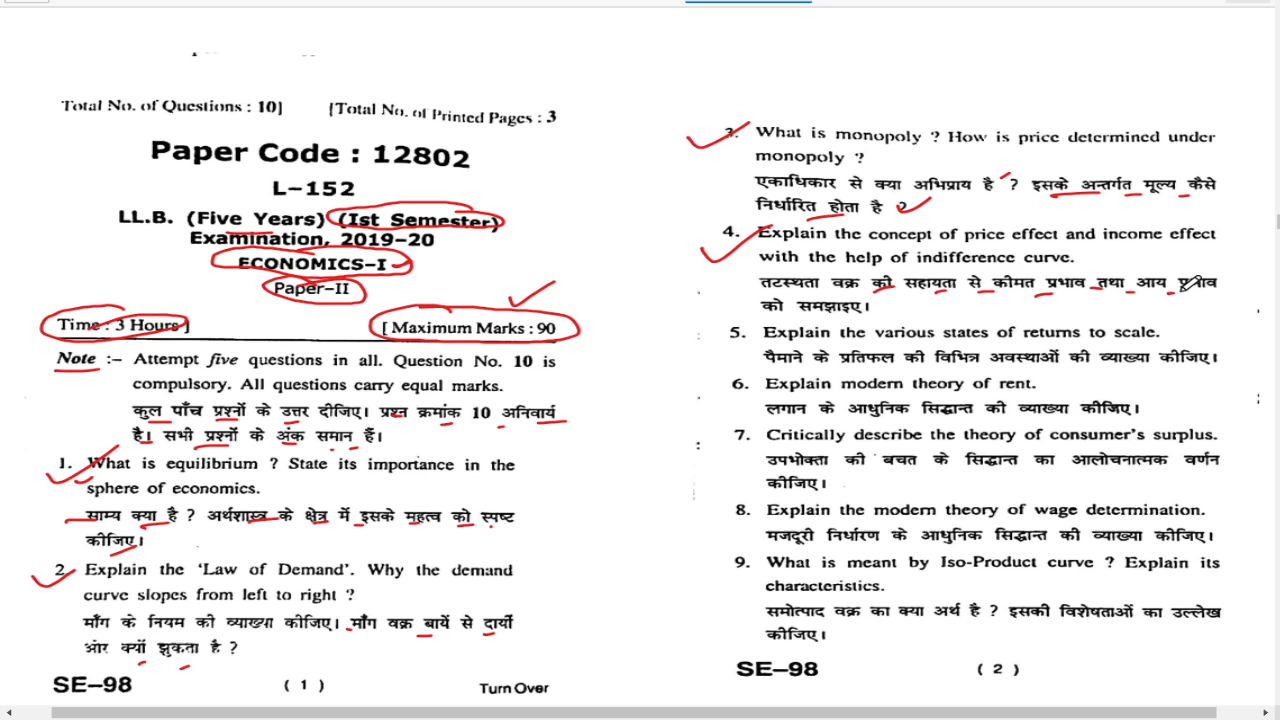 Total No. of Questions : 10]
[Total No. of Printed Pages : 3
Paper Code : 12802
L-152
LL.B. (Five Years) (Ist Semester)
Examination, 2019-20
ECONOMICS-I
Paper-II
Time : 3 Hours ]
[ Maximum Marks : 90
Note :- Attempt five questions in all. Question No. 10 is
compulsory. All questions carry equal marks.
कुल पाँच प्रश्नों के उत्तर दीजिए। प्रश्न क्रमांक 10 अनिवार्य
है। सभी प्रश्नों के अंक समान हैं।
1. What is equilibrium ? State its importance in the
sphere of economics.
साम्य क्या है ? अर्थशास्त्र के क्षेत्र में इसके महत्व को स्पष्ट
कीजिए।
2. Explain the ‘Law of Demand’. Why the demand
curve slopes from left to right ?
माँग के नियम की व्याख्या कीजिए। माँग वक्र बायें से दायीं
ओर क्यों झुकता है ?
SE-98
( 1 )
Turn Over
3. What is monopoly ? How is price determined under
monopoly ?
एकाधिकार से क्या अभिप्राय है ? इसके अन्तर्गत मूल्य कैसे
निर्धारित होता है ?
4. Explain the concept of price effect and income effect
with the help of indifference curve.
तटस्थता वक्र की सहायता से कीमत प्रभाव तथा आय प्रभाव
को समझाइए।
5. Explain the various states of returns to scale.
पैमाने के प्रतिफल की विभिन्न अवस्थाओं की व्याख्या कीजिए।
6. Explain modern theory of rent.
लगान के आधुनिक सिद्धान्त की व्याख्या कीजिए।
7. Critically describe the theory of consumer’s surplus.
उपभोक्ता की बचत के सिद्धान्त का आलोचनात्मक वर्णन
कीजिए।
8. Explain the modern theory of wage determination.
मजदूरी निर्धारण के आधुनिक सिद्धान्त की व्याख्या कीजिए।
9. What is meant by Iso-Product curve ? Explain its
characteristics.
समोत्पाद वक्र का क्या अर्थ है ? इसकी विशेषताओं का उल्लेख
कीजिए।
SE-98
( 2 )